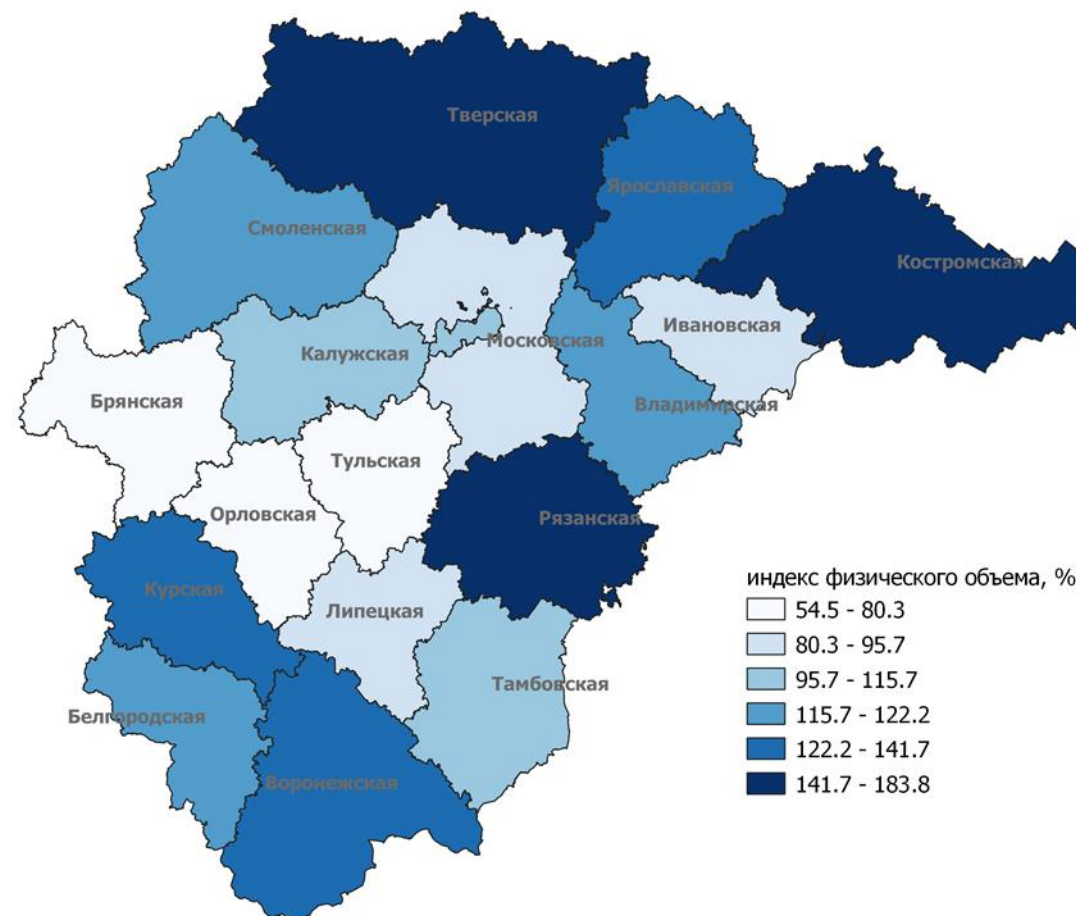 Тверская
Ярославская
Смоленская
Костромская
Ивановская
Московская
Калужская
Брянская
Владимирская
Тульская
Орловская
Рязанская
Курская
Липецкая
Тамбовская
Белгородская
Воронежская
индекс физического объема, %
54.5 - 80.3
80.3 - 95.7
95.7 - 115.7
115.7 - 122.2
122.2 - 141.7
141.7 - 183.8